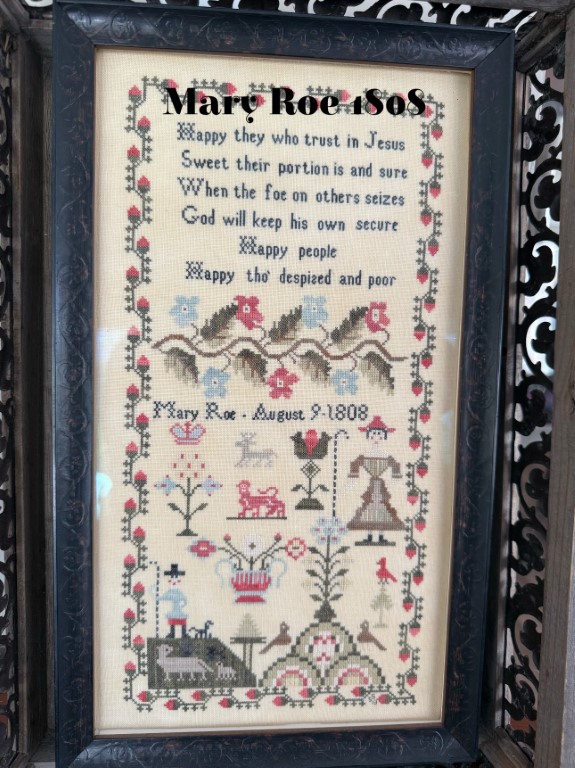 Mary Roe 1808
Happy they who trust in Jesus
Sweet their portion is and sure
When the foe on others seizes
God will keep his own secure
Happy people
Happy tho' despized and poor
Mary Roe - August 9-1808